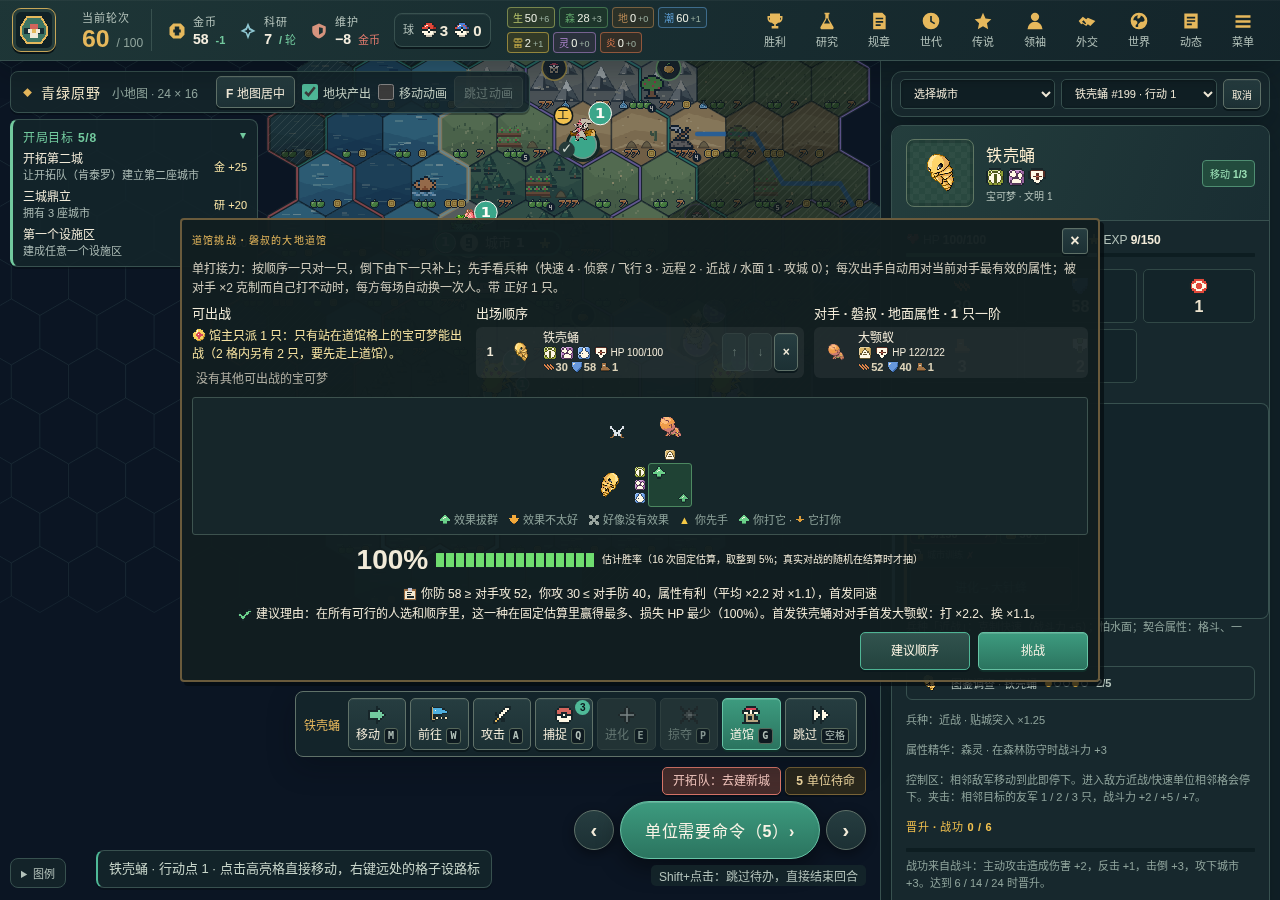 当前轮次
60 / 100
金币
58 -1
科研
7 / 轮
维护
−8 金币
球 3 0
生 50 +6
森 28 +3
地 0 +0
潮 60 +1
雷 2 +1
灵 0 +0
炎 0 +0
胜利
研究
规章
世代
传说
领袖
外交
世界
动态
菜单
青绿原野 小地图 · 24 × 16
F 地图居中
地块产出
移动动画
跳过动画
开局目标 5/8
开拓第二城
让开拓队（肯泰罗）建立第二座城市
金 +25
三城鼎立
拥有 3 座城市
研 +20
第一个设施区
建成任意一个设施区
工
1
1
选择城市
铁壳蛹 #199 · 行动 1
取消
铁壳蛹
宝可梦 · 文明 1
移动 1/3
EXP 9/150
1
道馆挑战 · 磐叔的大地道馆
×
单打接力：按顺序一只对一只，倒下由下一只补上；先手看兵种（快速 4 · 侦察 / 飞行 3 · 远程 2 · 近战 / 水面 1 · 攻城 0）；每次出手自动用对当前对手最有效的属性；被
对手 ×2 克制而自己打不动时，每方每场自动换一次人。带 正好 1 只。
可出战
馆主只派 1 只：只有站在道馆格上的宝可梦能出
战（2 格内另有 2 只，要先走上道馆）。
没有其他可出战的宝可梦
出场顺序
1
铁壳蛹
HP 100/100
30 58 1
↑ ↓ ×
对手 · 磐叔 · 地面属性 · 1 只一阶
大颚蚁
HP 122/122
52 40 1
效果拔群 效果不太好 好像没有效果 你先手 你打它 · 它打你
100%
估计胜率（16 次固定估算，取整到 5%；真实对战的随机在结算时才抽）
你防 58 ≥ 对手攻 52，你攻 30 ≤ 对手防 40，属性有利（平均 ×2.2 对 ×1.1），首发同速
建议理由：在所有可行的人选和顺序里，这一种在固定估算里赢得最多、损失 HP 最少（100%）。首发铁壳蛹对对手首发大颚蚁：打 ×2.2、挨 ×1.1。
建议顺序
挑战
铁壳蛹
移动 M
前往 W
攻击 A
捕捉 Q
3
进化 E
掠夺 P
道馆 G
跳过 空格
开拓队：去建新城
5 单位待命
‹
单位需要命令（5） ›
›
Shift+点击：跳过待办，直接结束回合
图例
铁壳蛹 · 行动点 1 · 点击高亮格直接移动，右键远处的格子设路标
怕水面；契合属性：格斗、一
兵种：近战 · 贴城突入 ×1.25
属性精华：森灵 · 在森林防守时战斗力 +3
控制区：相邻敌军移动到此即停下。进入敌方近战/快速单位相邻格会停
下。夹击：相邻目标的友军 1 / 2 / 3 只，战斗力 +2 / +5 / +7。
晋升 · 战功 0 / 6
战功来自战斗：主动攻击造成伤害 +2，反击 +1，击倒 +3，攻下城市
+3。达到 6 / 14 / 24 时晋升。